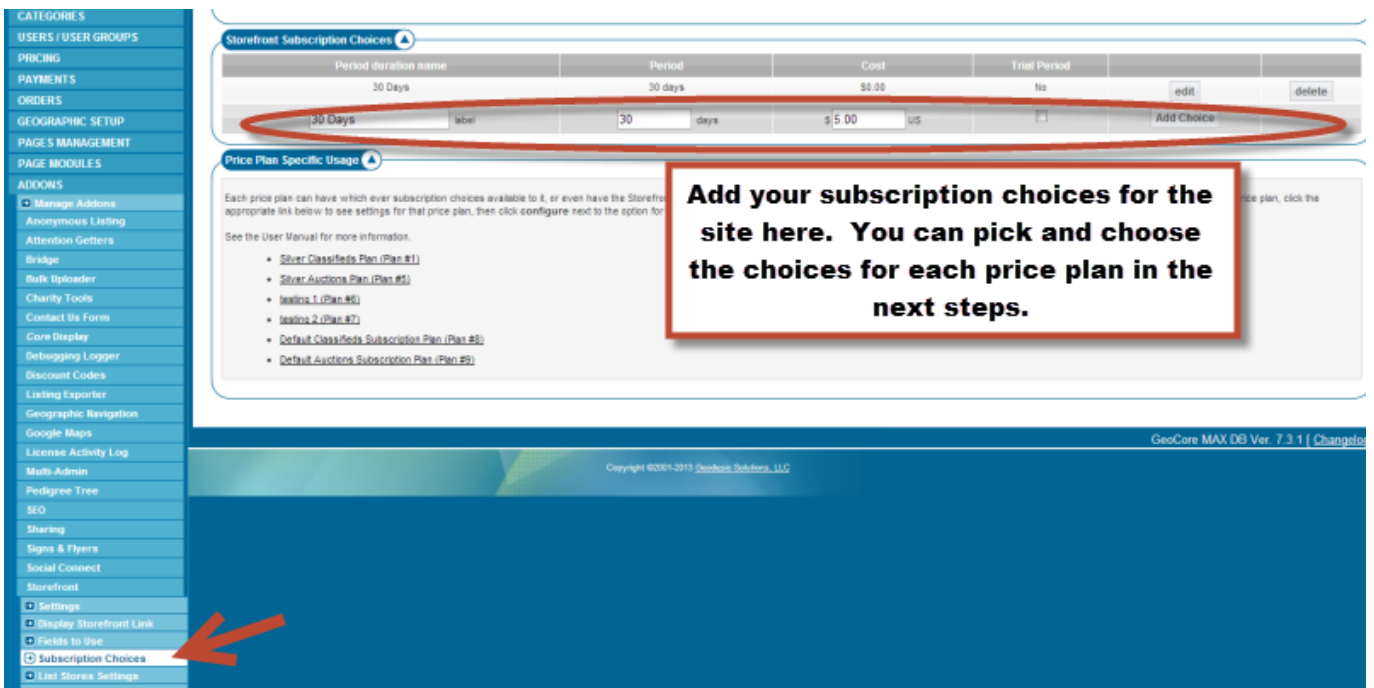 CATEGORIES
USERS / USER GROUPS
PRICING
PAYMENTS
ORDERS
GEOGRAPHIC SETUP
PAGES MANAGEMENT
PAGE MODULES
ADDONS
Manage Addons
Anonymous Listing
Attention Getters
Bridge
Bulk Uploader
Charity Tools
Contact Us Form
Core Display
Debugging Logger
Discount Codes
Listing Exporter
Geographic Navigation
Google Maps
License Activity Log
Multi-Admin
Pedigree Tree
SEO
Sharing
Signs & Flyers
Social Connect
Storefront
Settings
Display Storefront Link
Fields to Use
Subscription Choices
List Stores Settings
Storefront Subscription Choices
Period duration name Period Cost Trial Period
30 Days 30 days $0.00 No edit delete
30 Days label 30 days $ 5.00 US Add Choice
Price Plan Specific Usage
Each price plan can have which ever subscription choices available to it, or even have the Storefro rice plan, click the
appropriate link below to see settings for that price plan, then click configure next to the option for
See the User Manual for more information.
Silver Classifieds Plan (Plan #1)
Silver Auctions Plan (Plan #5)
testing 1 (Plan #6)
testing 2 (Plan #7)
Default Classifieds Subscription Plan (Plan #8)
Default Auctions Subscription Plan (Plan #9)
Add your subscription choices for the
site here. You can pick and choose
the choices for each price plan in the
next steps.
GeoCore MAX DB Ver. 7.3.1 [ Changelo
Copyright ©2001-2013 Geodesic Solutions, LLC